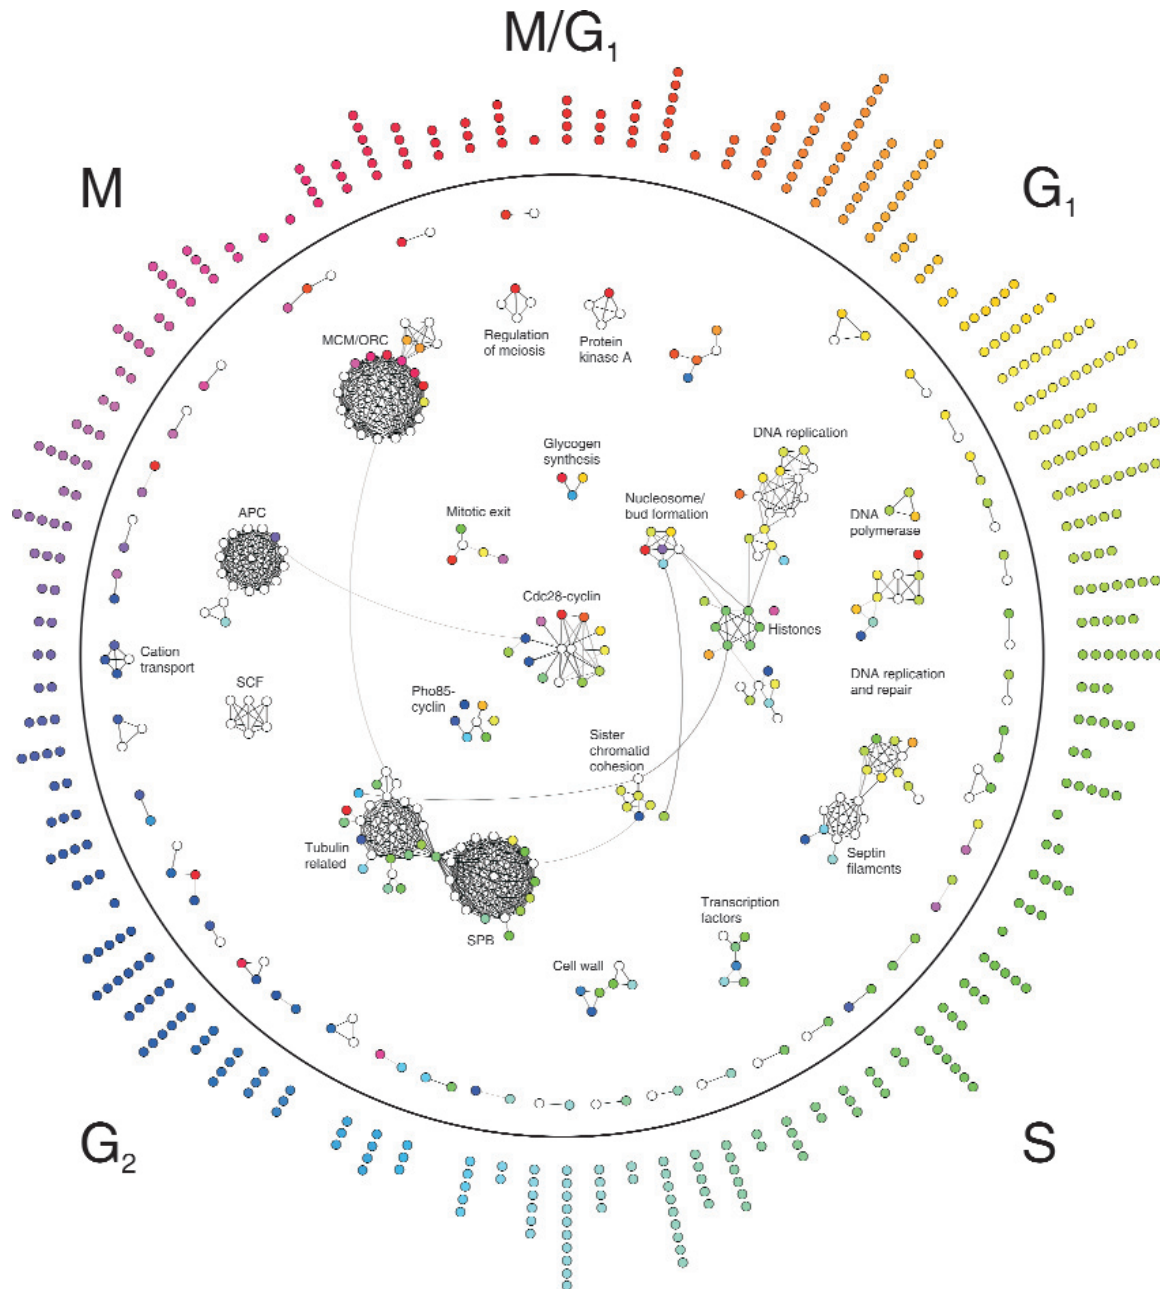 M/G1
M
G1
MCM/ORC
Regulation
of meiosis
Protein
kinase A
Glycogen
synthesis
DNA replication
Nucleosome/
bud formation
APC
Mitotic exit
DNA
polymerase
Cdc28-cyclin
Histones
Cation
transport
SCF
Pho85-
cyclin
DNA replication
and repair
Sister
chromatid
cohesion
Tubulin
related
Septin
filaments
SPB
Transcription
factors
Cell wall
G2
S